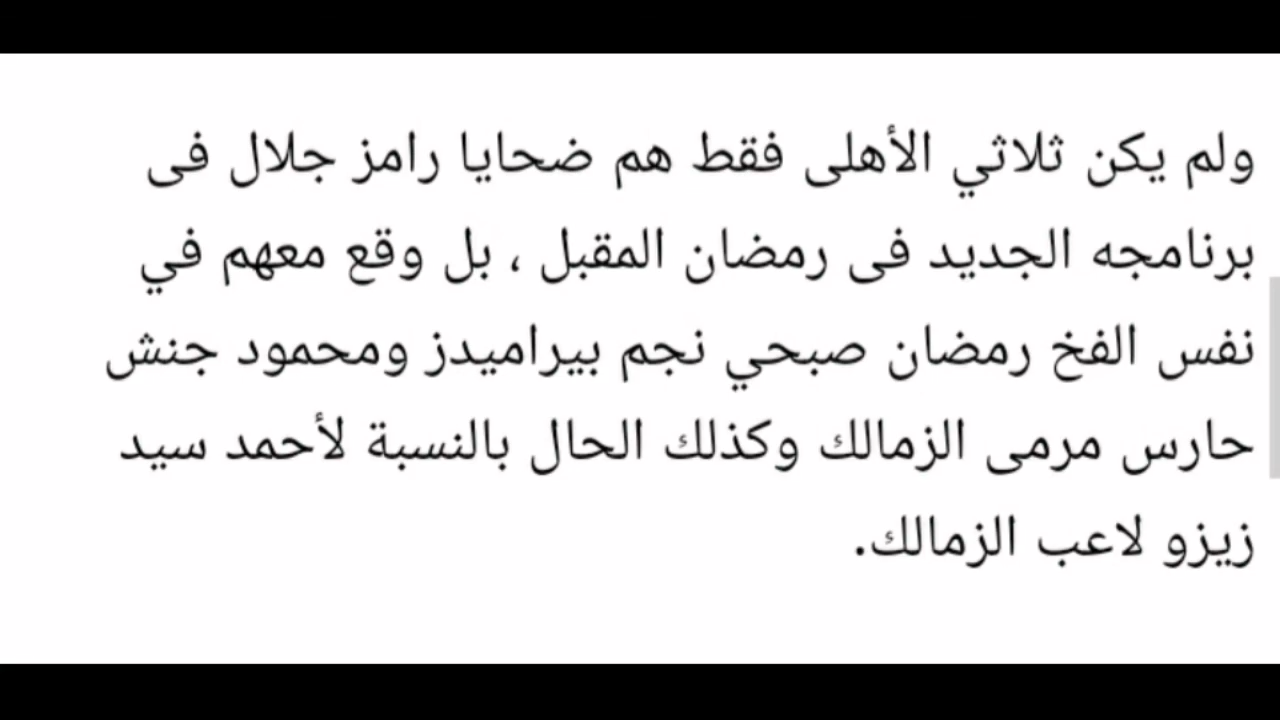 ولم يكن ثلاثي الأهلى فقط هم ضحايا رامز جلال فى
برنامجه الجديد فى رمضان المقبل ، بل وقع معهم في
نفس الفخ رمضان صبحي نجم بيراميدز ومحمود جنش
حارس مرمى الزمالك وكذلك الحال بالنسبة لأحمد سيد
زيزو لاعب الزمالك.